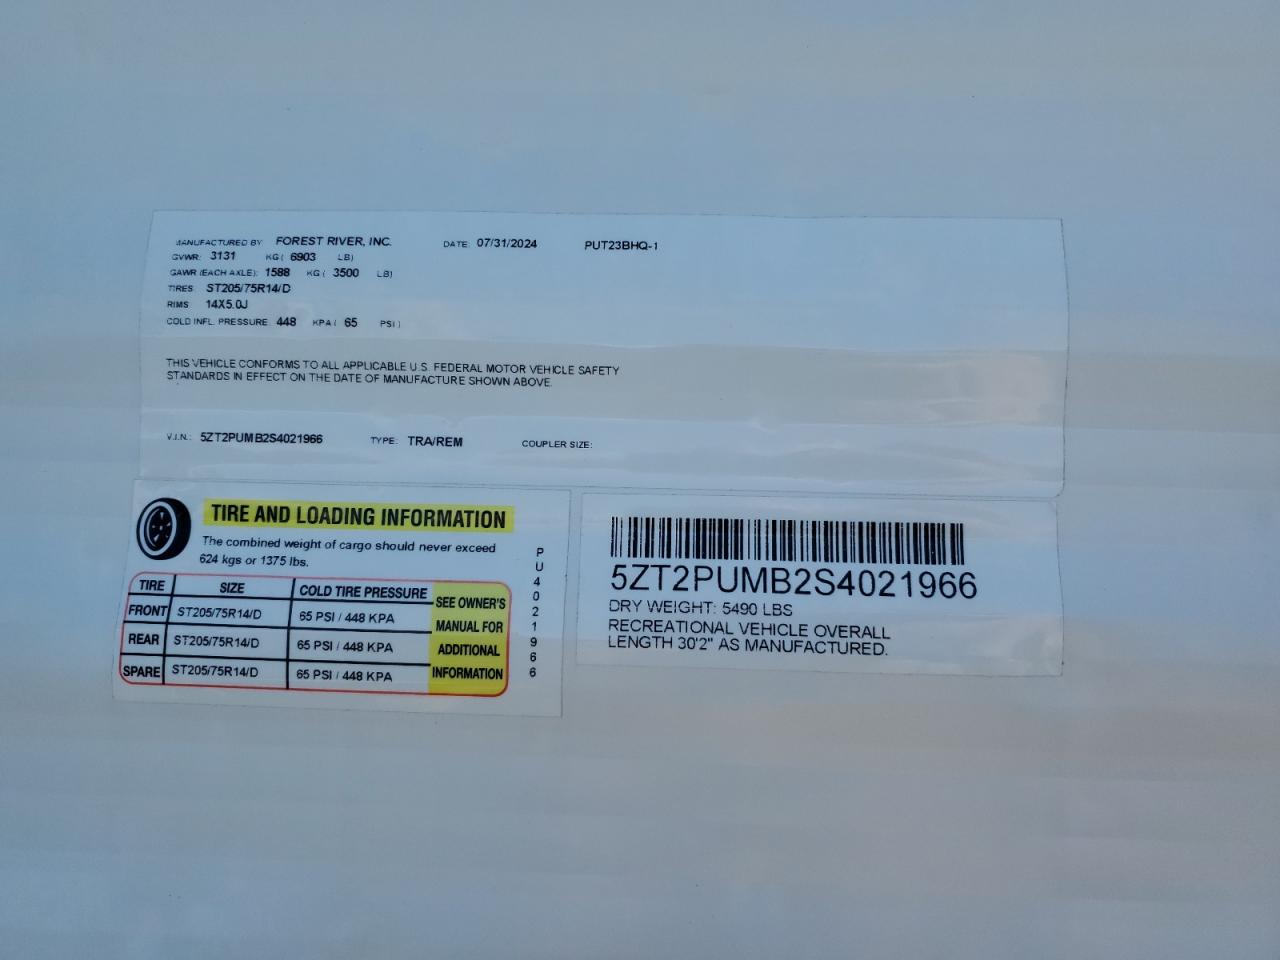 MANUFACTURED BY: FOREST RIVER, INC. DATE: 07/31/2024 PUT23BHQ-1
GVWR: 3131 KG( 6903 LB)
GAWR (EACH AXLE): 1588 KG ( 3500 LB)
TIRES: ST205/75R14/D
RIMS 14X5.0J
COLD INFL. PRESSURE: 448 KPA( 65 PSI )
THIS VEHICLE CONFORMS TO ALL APPLICABLE U.S. FEDERAL MOTOR VEHICLE SAFETY
STANDARDS IN EFFECT ON THE DATE OF MANUFACTURE SHOWN ABOVE.
V.I.N.: 5ZT2PUMB2S4021966 TYPE: TRA/REM COUPLER SIZE:
TIRE AND LOADING INFORMATION
The combined weight of cargo should never exceed
624 kgs or 1375 lbs.
TIRE SIZE COLD TIRE PRESSURE
FRONT ST205/75R14/D 65 PSI / 448 KPA
REAR ST205/75R14/D 65 PSI / 448 KPA
SPARE ST205/75R14/D 65 PSI / 448 KPA
SEE OWNER'S
MANUAL FOR
ADDITIONAL
INFORMATION
PU4021966
5ZT2PUMB2S4021966
DRY WEIGHT: 5490 LBS
RECREATIONAL VEHICLE OVERALL
LENGTH 30'2" AS MANUFACTURED.